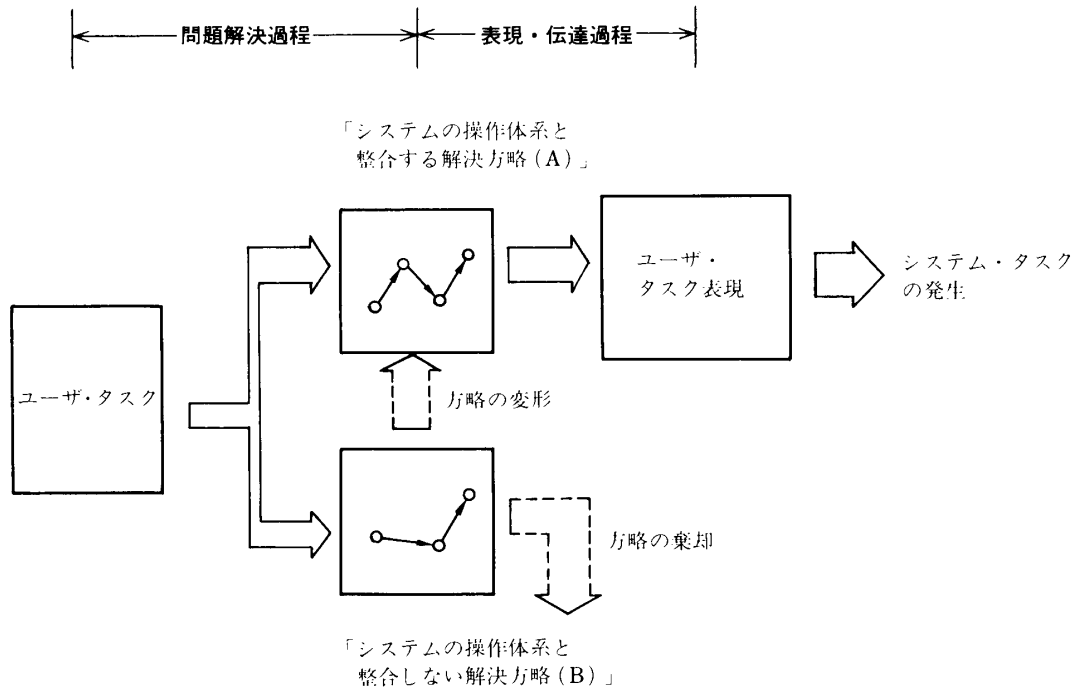 問題解決過程
表現・伝達過程
「システムの操作体系と
整合する解決方略(A)」
ユーザ・タスク
ユーザ・
タスク表現
システム・タスク
の発生
方略の変形
方略の棄却
「システムの操作体系と
整合しない解決方略(B)」